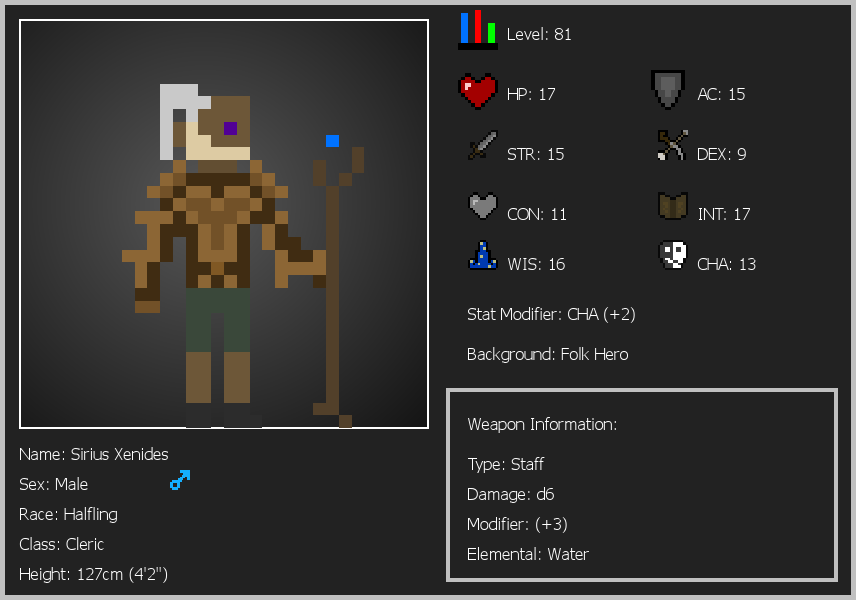 Level: 81
HP: 17
AC: 15
STR: 15
DEX: 9
CON: 11
INT: 17
WIS: 16
CHA: 13
Stat Modifier: CHA (+2)
Background: Folk Hero
Weapon Information:
Type: Staff
Damage: d6
Modifier: (+3)
Elemental: Water
Name: Sirius Xenides
Sex: Male
Race: Halfling
Class: Cleric
Height: 127cm (4'2")